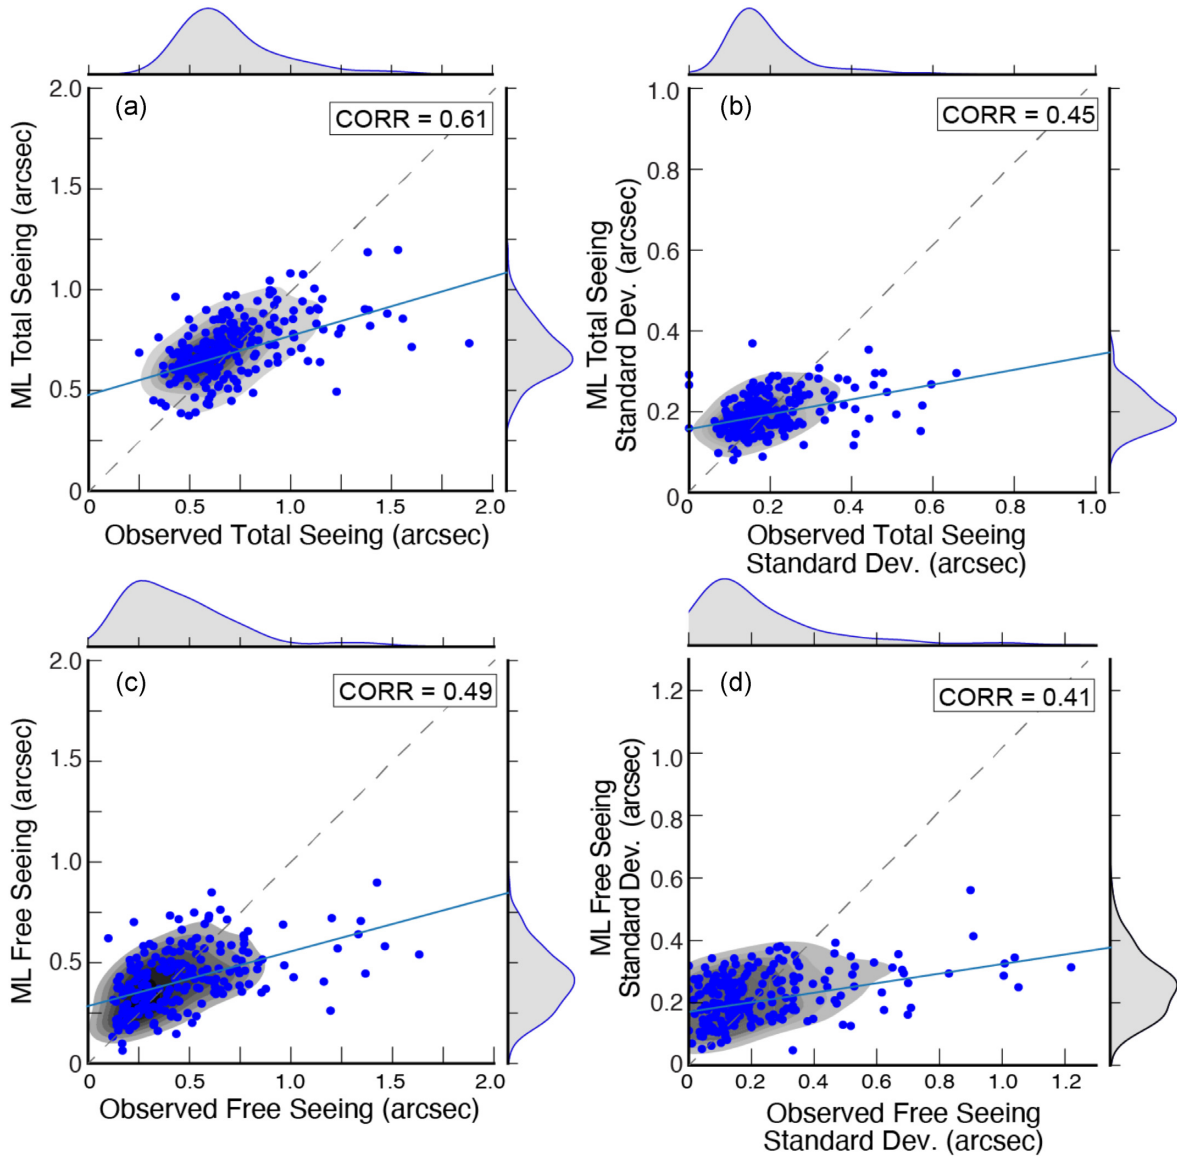 (a)
CORR = 0.61
ML Total Seeing (arcsec)
2.0
1.5
1.0
0.5
0
0.5
1.0
1.5
2.0
Observed Total Seeing (arcsec)
(b)
CORR = 0.45
ML Total Seeing
Standard Dev. (arcsec)
1.0
0.8
0.6
0.4
0.2
0
0
0.2
0.4
0.6
0.8
1.0
Observed Total Seeing
Standard Dev. (arcsec)
(c)
CORR = 0.49
ML Free Seeing (arcsec)
2.0
1.5
1.0
0.5
0
0
0.5
1.0
1.5
2.0
Observed Free Seeing (arcsec)
(d)
CORR = 0.41
ML Free Seeing
Standard Dev. (arcsec)
1.2
1.0
0.8
0.6
0.4
0.2
0
0
0.2
0.4
0.6
0.8
1.0
1.2
Observed Free Seeing
Standard Dev. (arcsec)